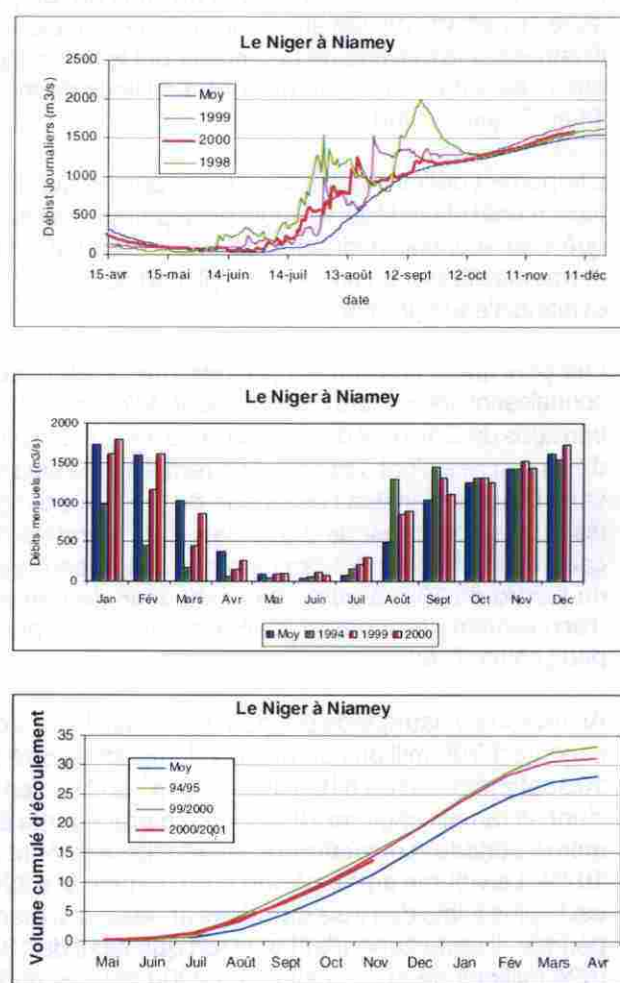 Le Niger à Niamey
Débist Journaliers (m3/s)
2500
2000
1500
1000
500
0
Moy
1999
2000
1998
15-avr 15-mai 14-juin 14-juil 13-août 12-sept 12-oct 11-nov. 11-déc
date
Le Niger à Niamey
Débits mensuels (m3/s)
2000
1500
1000
500
0
Jan Fév Mars Avr Mai Juin Juil Août Sept Oct Nov Dec
Moy 1994 1999 2000
Le Niger à Niamey
Volume cumulé d'écoulement
35
30
25
20
15
10
5
0
Moy
94/95
99/2000
2000/2001
Mai Juin Juil Août Sept Oct Nov Dec Jan Fév Mars Avr